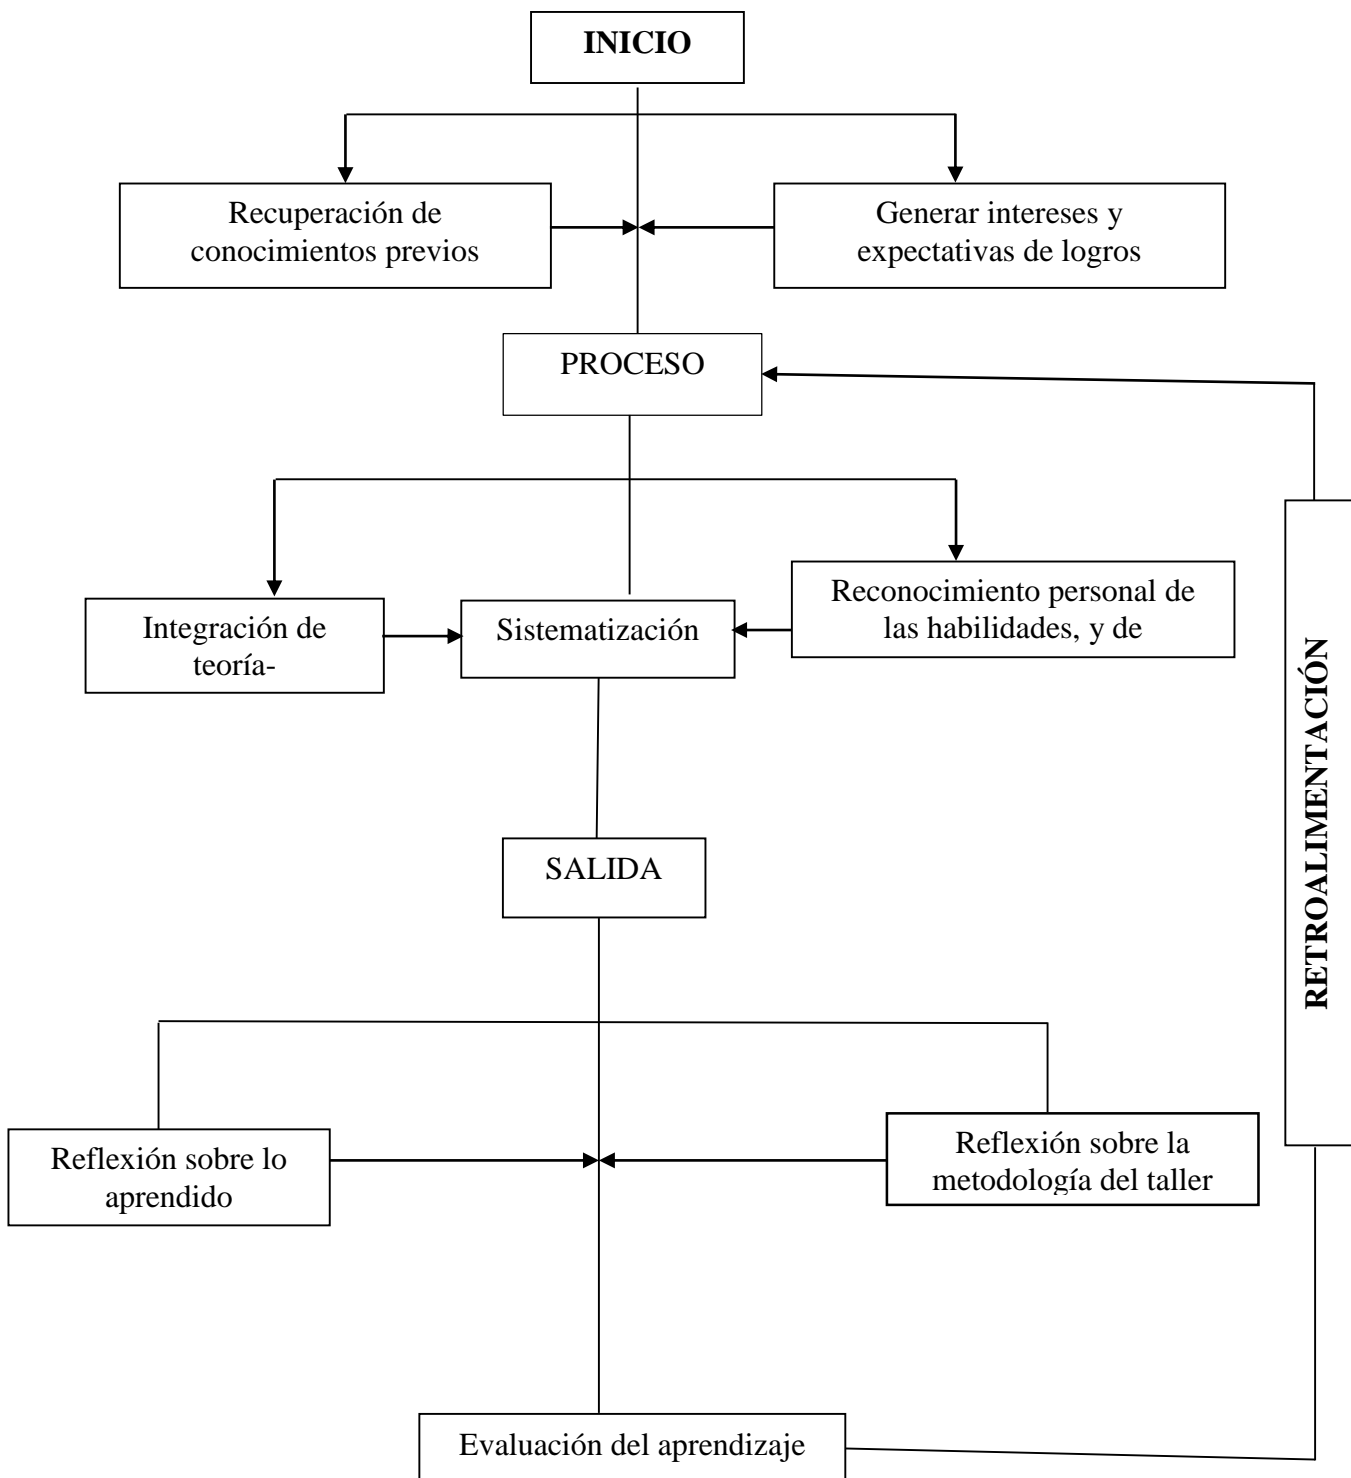 INICIO
Recuperación de
conocimientos previos
Generar intereses y
expectativas de logros
PROCESO
Integración de
teoría-
Sistematización
Reconocimiento personal de
las habilidades, y de
RETROALIMENTACIÓN
SALIDA
Reflexión sobre lo
aprendido
Reflexión sobre la
metodología del taller
Evaluación del aprendizaje